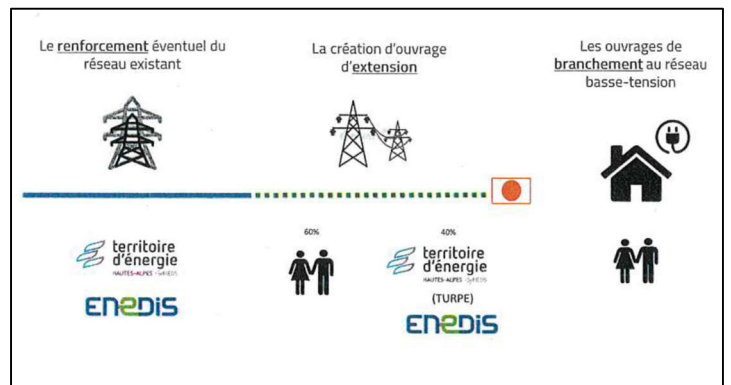 Le renforcement éventuel du
réseau existant
La création d'ouvrage
d'extension
Les ouvrages de
branchement au réseau
basse-tension
territoire
d'énergie
HAUTES-ALPES
ENEDIS
60%
40%
territoire
d'énergie
HAUTES-ALPES
(TURPE)
ENEDIS